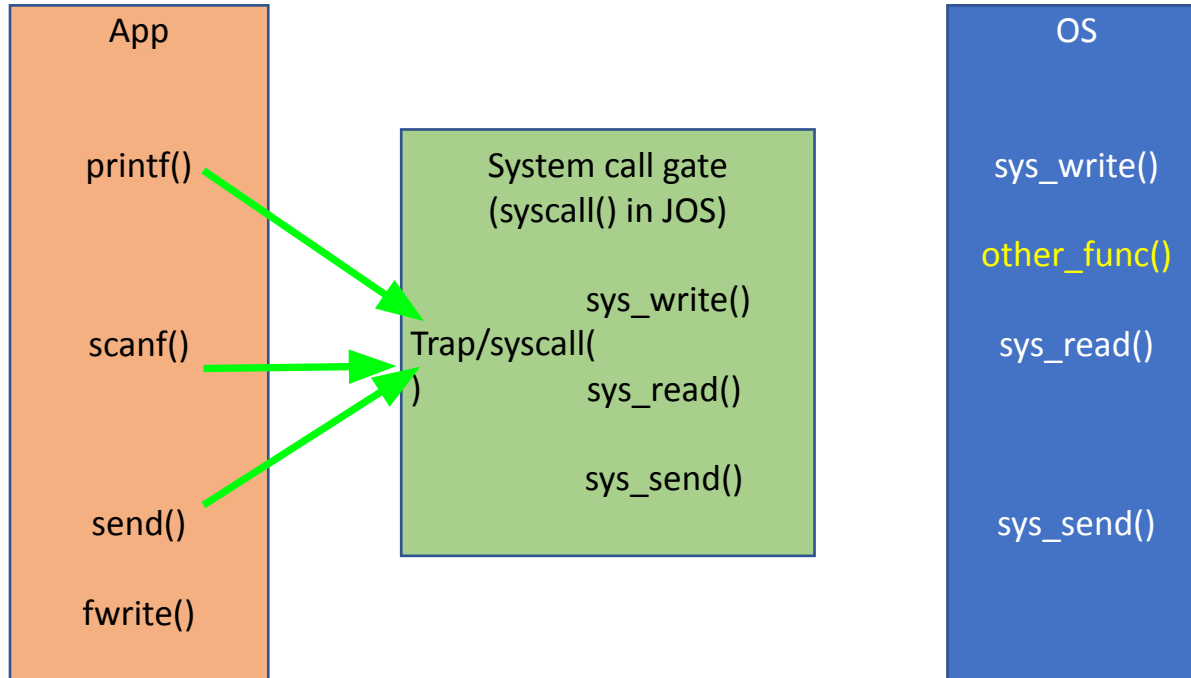 App
printf()
scanf()
send()
fwrite()
System call gate
(syscall() in JOS)
sys_write()
Trap/syscall(
)
sys_read()
sys_send()
OS
sys_write()
other_func()
sys_read()
sys_send()